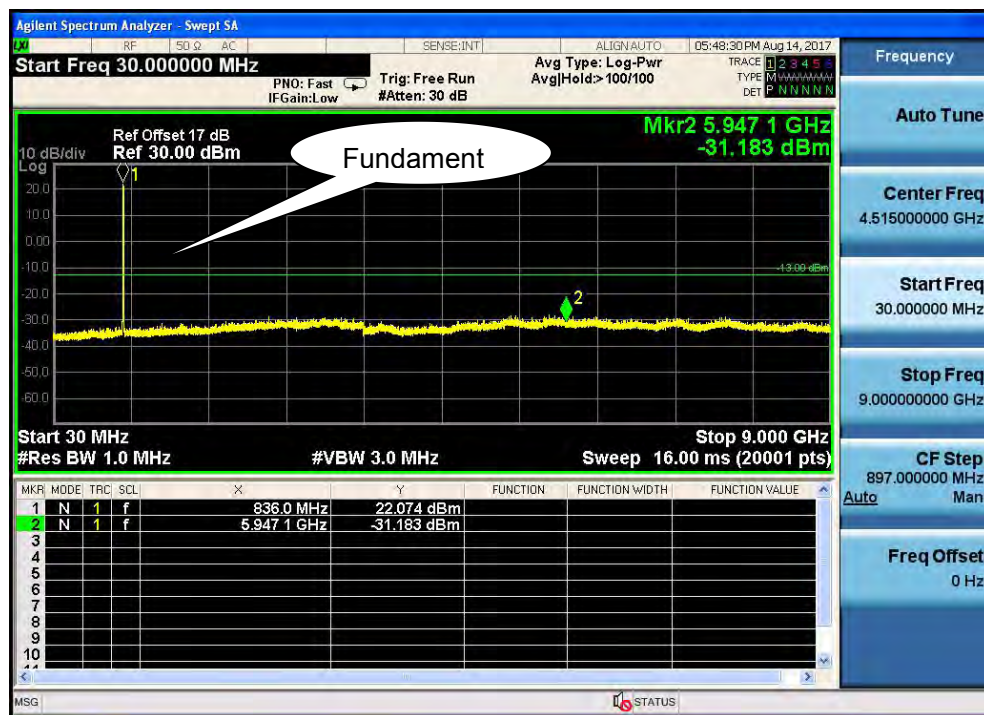 Agilent Spectrum Analyzer - Swept SA
LXI RF 50 Ω AC SENSE:INT ALIGNAUTO 05:48:30 PM Aug 14, 2017
Start Freq 30.000000 MHz
PNO: Fast
IFGain:Low
Trig: Free Run
#Atten: 30 dB
Avg Type: Log-Pwr
Avg|Hold:>100/100
TRACE 1 2 3 4 5 6
TYPE M
DET P N N N N N
Frequency
Mkr2 5.947 1 GHz
-31.183 dBm
Ref Offset 17 dB
10 dB/div Ref 30.00 dBm
Log
Fundament
1
20.0
10.0
0.00
-10.0
-13.00 dBm
-20.0
2
-30.0
-40.0
-50.0
-60.0
Start 30 MHz Stop 9.000 GHz
#Res BW 1.0 MHz #VBW 3.0 MHz Sweep 16.00 ms (20001 pts)
MKR MODE TRC SCL X Y FUNCTION FUNCTION WIDTH FUNCTION VALUE
1 N 1 f 836.0 MHz 22.074 dBm
2 N 1 f 5.947 1 GHz -31.183 dBm
3
4
5
6
7
8
9
10
Auto Tune
Center Freq
4.515000000 GHz
Start Freq
30.000000 MHz
Stop Freq
9.000000000 GHz
CF Step
897.000000 MHz
Auto Man
Freq Offset
0 Hz
MSG STATUS